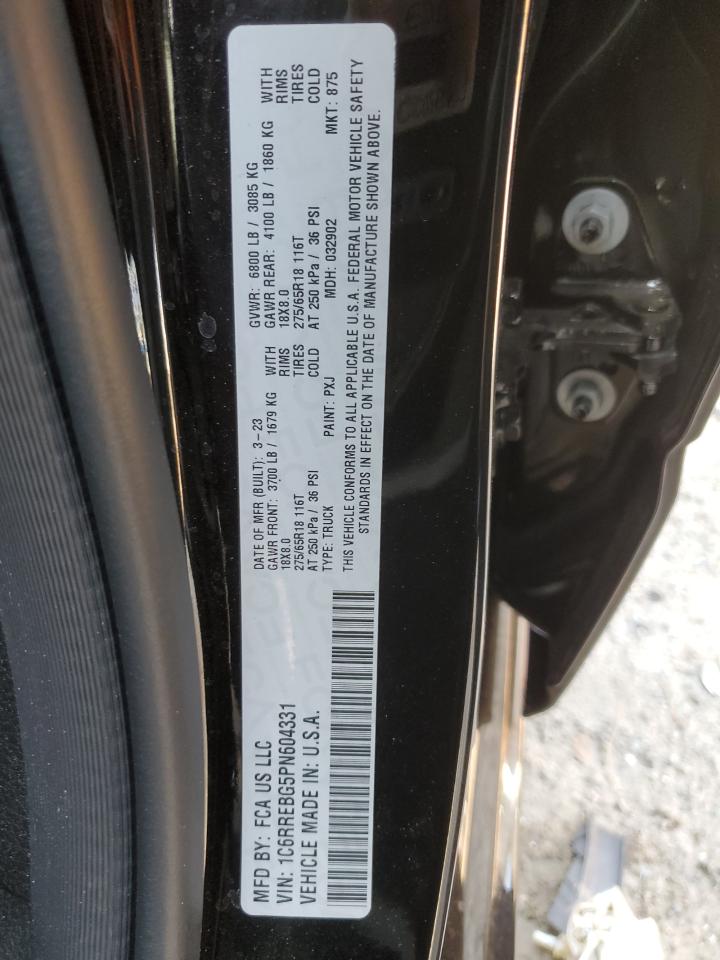 MFD BY: FCA US LLC
VIN: 1C6RREBG5PN604331
VEHICLE MADE IN: U.S.A.
DATE OF MFR (BUILT): 3-23 GVWR: 6800 LB / 3085 KG
GAWR FRONT: 3700 LB / 1679 KG WITH GAWR REAR: 4100 LB / 1860 KG WITH
18X8.0 RIMS 18X8.0 RIMS
275/65R18 116T TIRES 275/65R18 116T TIRES
AT 250 kPa / 36 PSI COLD AT 250 kPa / 36 PSI COLD
TYPE: TRUCK PAINT: PXJ MDH: 032902 MKT: 875
THIS VEHICLE CONFORMS TO ALL APPLICABLE U.S.A. FEDERAL MOTOR VEHICLE SAFETY
STANDARDS IN EFFECT ON THE DATE OF MANUFACTURE SHOWN ABOVE.